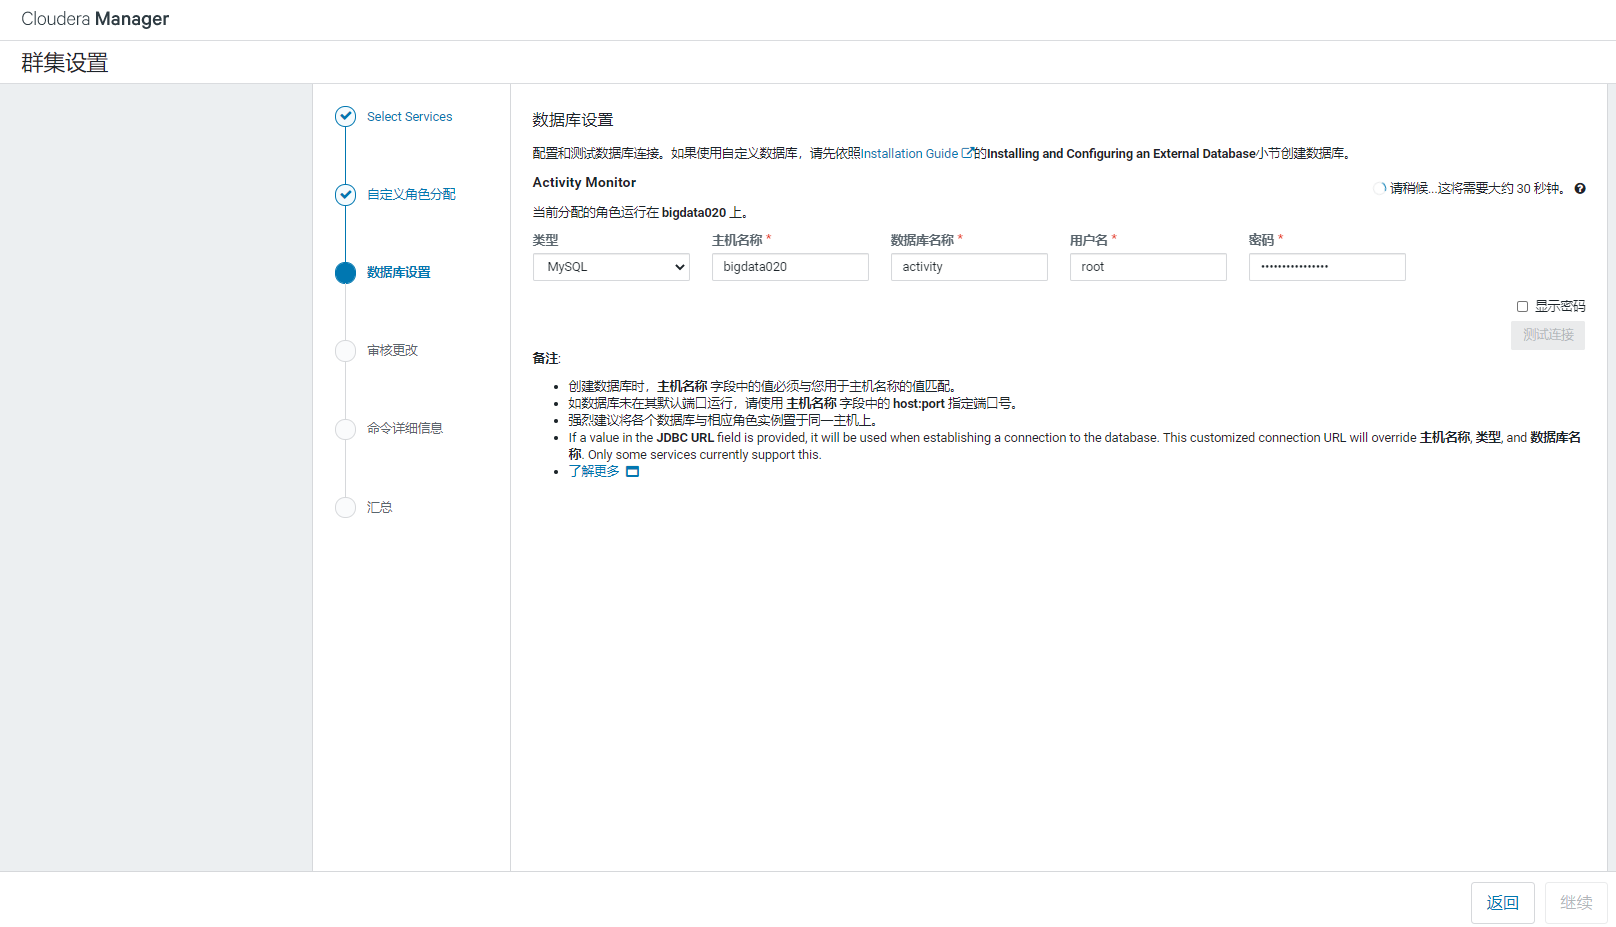 Cloudera Manager
群集设置
Select Services
自定义角色分配
数据库设置
审核更改
命令详细信息
汇总
数据库设置
配置和测试数据库连接。如果使用自定义数据库，请先依照Installation Guide的Installing and Configuring an External Database小节创建数据库。
Activity Monitor
请稍候...这将需要大约 30 秒钟。
当前分配的角色运行在 bigdata020 上。
类型 主机名称 * 数据库名称 * 用户名 * 密码 *
MySQL bigdata020 activity root ••••••••••••••••
显示密码
测试连接
备注:
• 创建数据库时，主机名称 字段中的值必须与您用于主机名称的值匹配。
• 如数据库未在其默认端口运行，请使用 主机名称 字段中的 host:port 指定端口号。
• 强烈建议将各个数据库与相应角色实例置于同一主机上。
• If a value in the JDBC URL field is provided, it will be used when establishing a connection to the database. This customized connection URL will override 主机名称, 类型, and 数据库名
称. Only some services currently support this.
• 了解更多
返回 继续